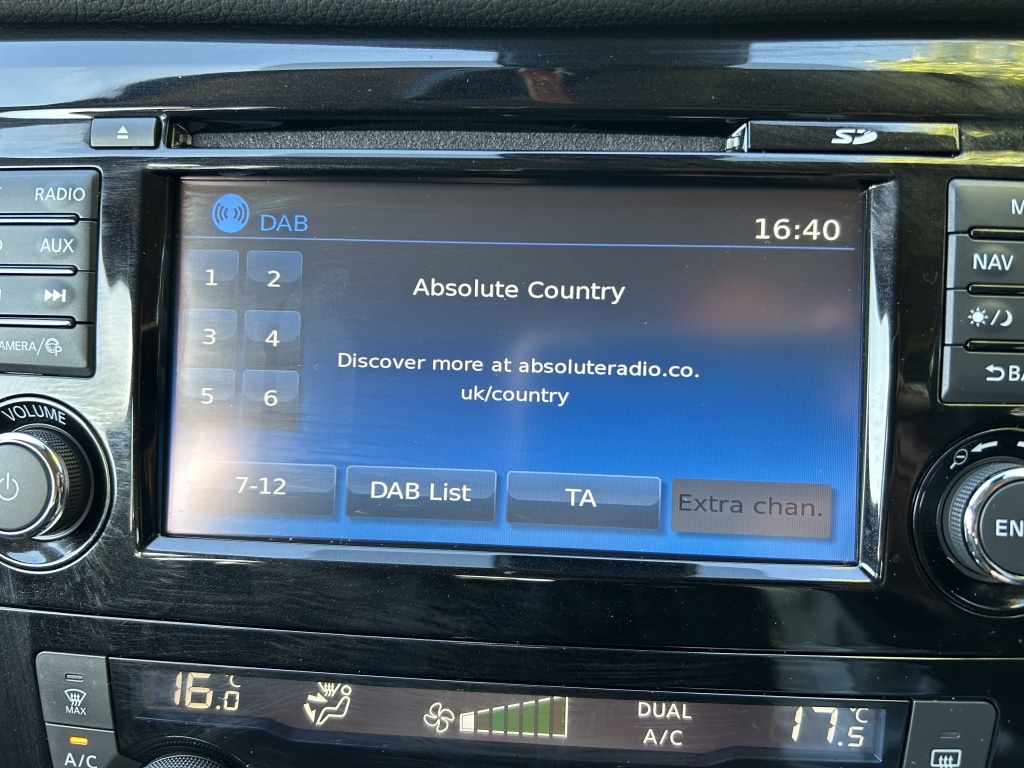 SD
RADIO
AUX
VOLUME
DAB
16:40
1 2
3 4
5 6
Absolute Country
Discover more at absoluteradio.co.
uk/country
7-12
DAB List
TA
Extra chan.
NAV
16.0 °C
DUAL
A/C
17.5 °C
MAX
A/C